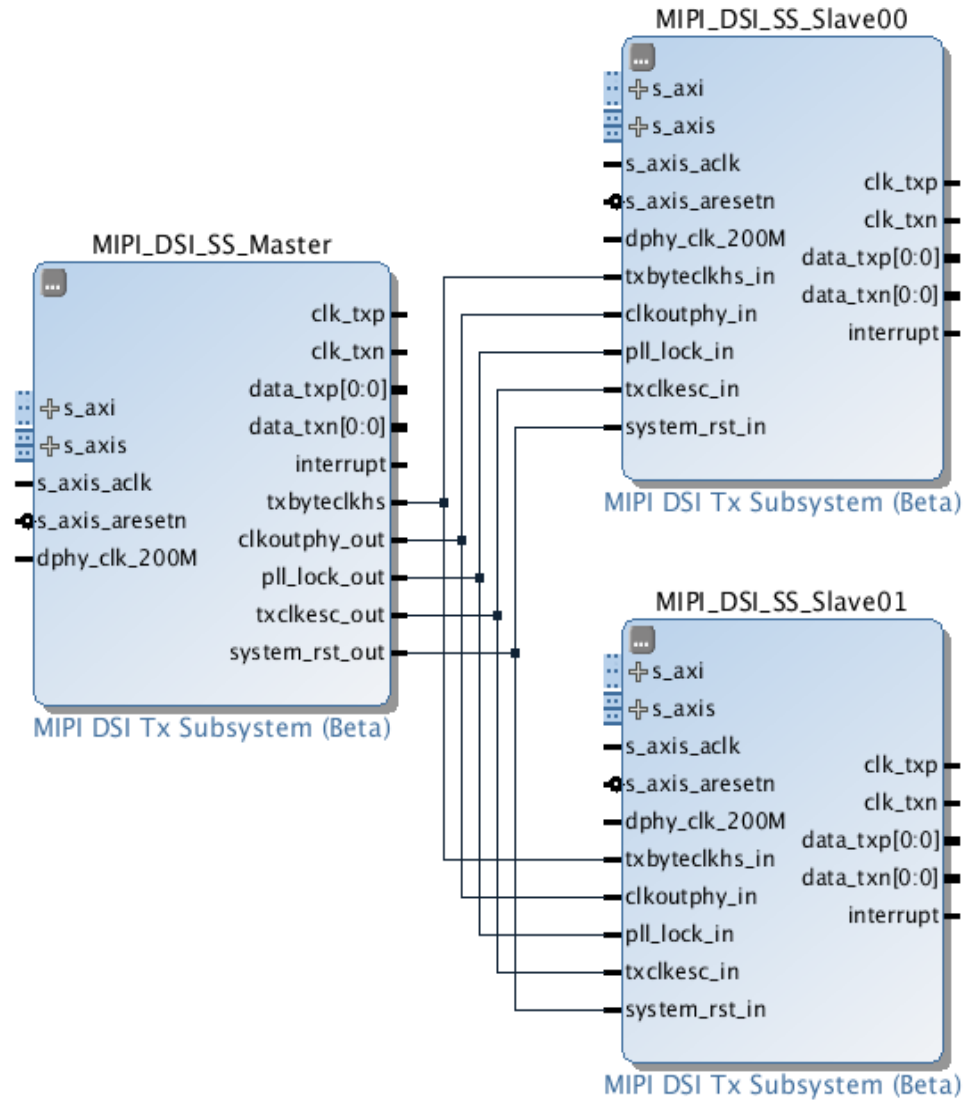 MIPI_DSI_SS_Slave00
...
s_axi
s_axis
s_axis_aclk
s_axis_aresetn
dphy_clk_200M
txbyteclkhs_in
clkoutphy_in
pll_lock_in
txclkesc_in
system_rst_in
clk_txp
clk_txn
data_txp[0:0]
data_txn[0:0]
interrupt
MIPI DSI Tx Subsystem (Beta)
MIPI_DSI_SS_Master
...
s_axi
s_axis
s_axis_aclk
s_axis_aresetn
dphy_clk_200M
clk_txp
clk_txn
data_txp[0:0]
data_txn[0:0]
interrupt
txbyteclkhs
clkoutphy_out
pll_lock_out
txclkesc_out
system_rst_out
MIPI DSI Tx Subsystem (Beta)
MIPI_DSI_SS_Slave01
...
s_axi
s_axis
s_axis_aclk
s_axis_aresetn
dphy_clk_200M
txbyteclkhs_in
clkoutphy_in
pll_lock_in
txclkesc_in
system_rst_in
clk_txp
clk_txn
data_txp[0:0]
data_txn[0:0]
interrupt
MIPI DSI Tx Subsystem (Beta)